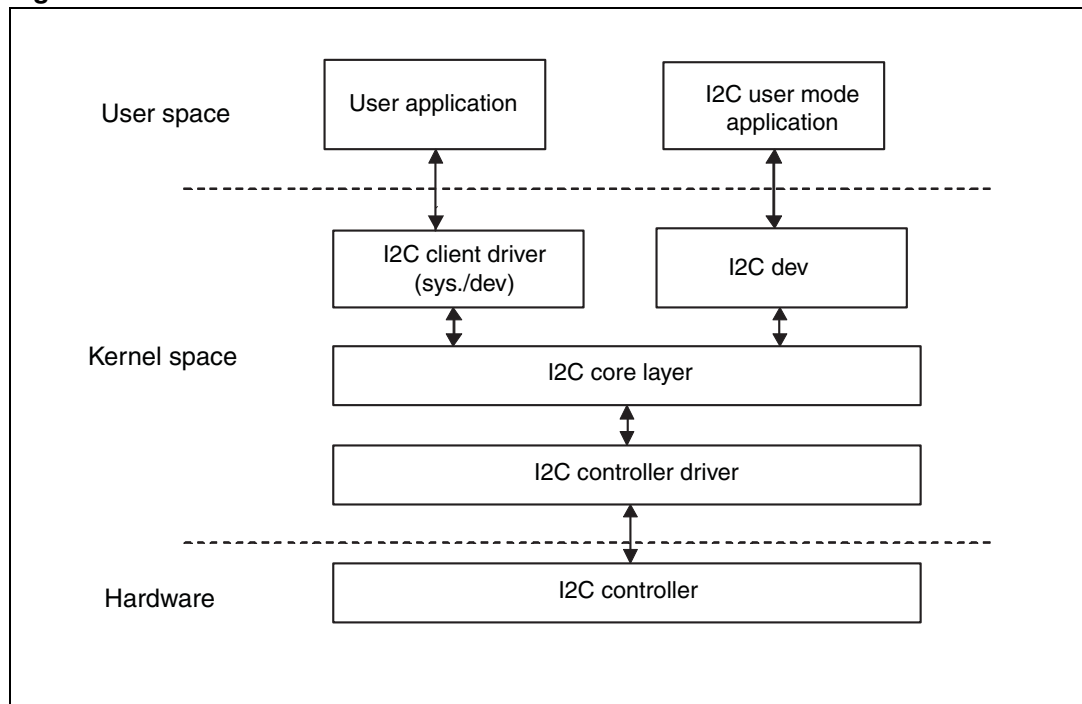 User space
User application
I2C user mode
application
I2C client driver
(sys./dev)
I2C dev
Kernel space
I2C core layer
I2C controller driver
Hardware
I2C controller